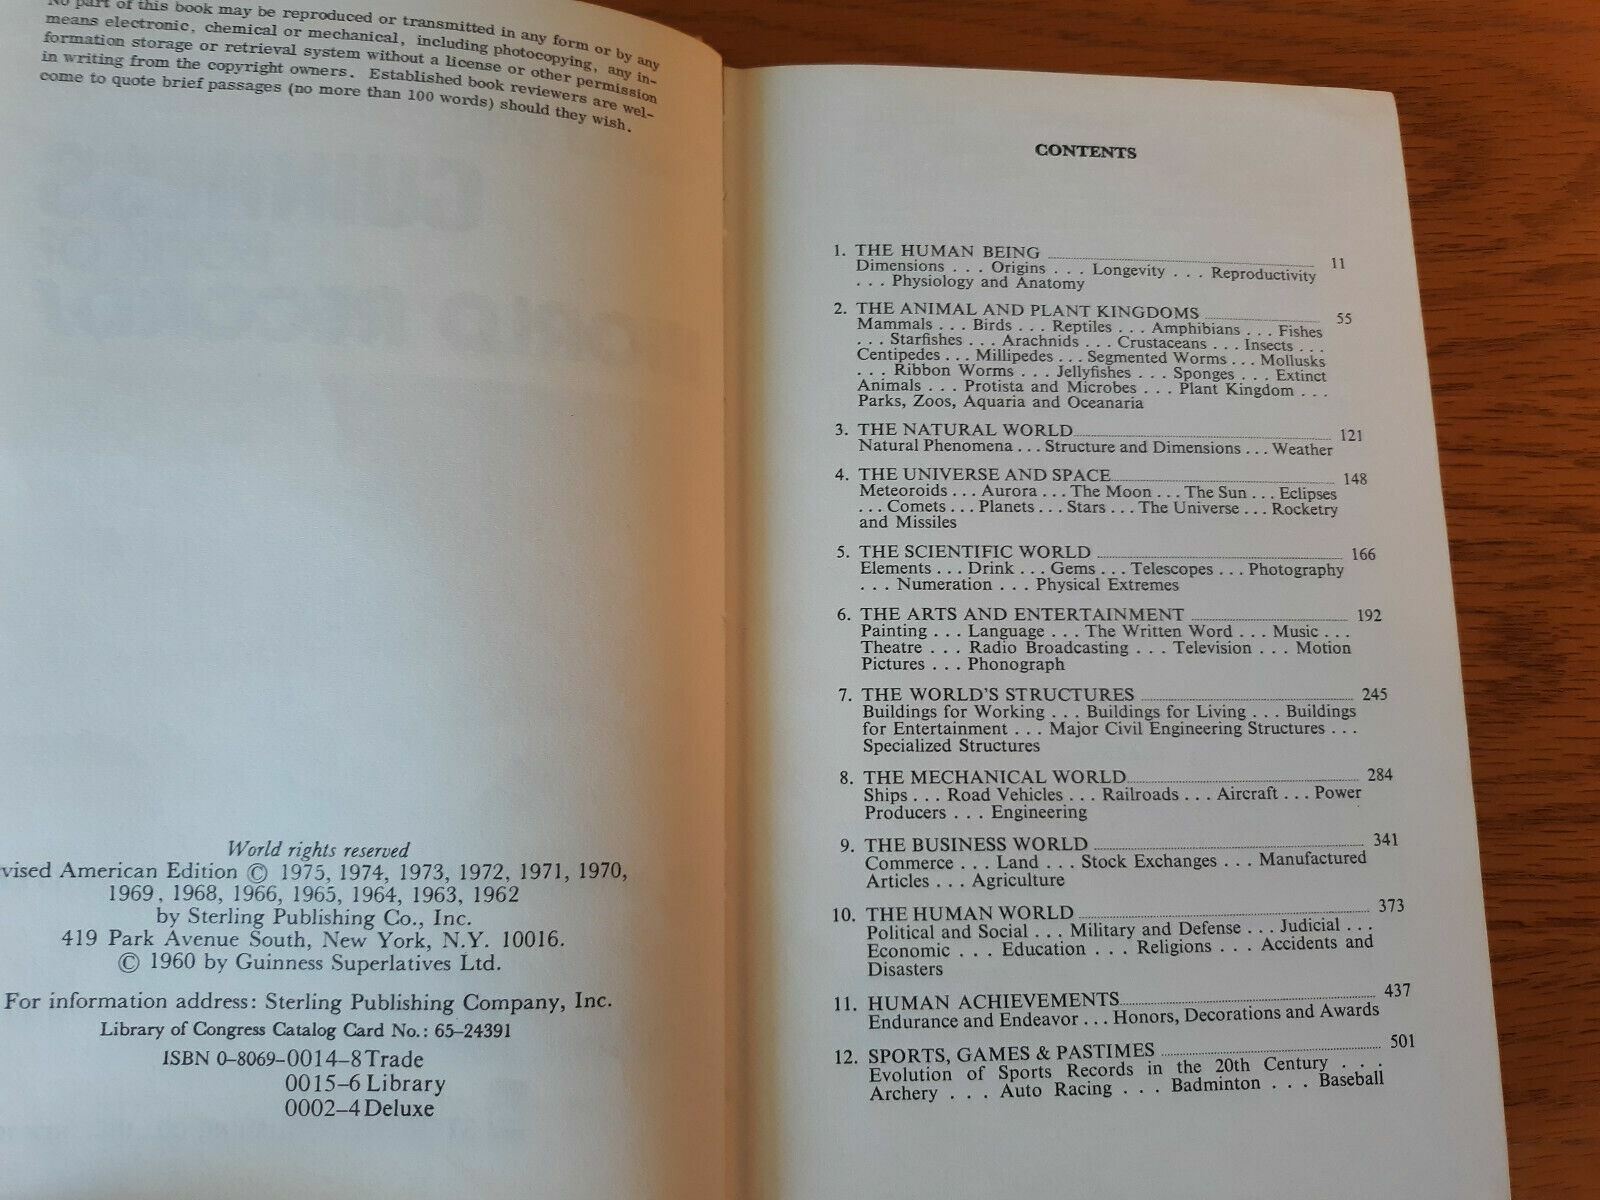 No part of this book may be reproduced or transmitted in any form or by any
means electronic, chemical or mechanical, including photocopying, any in-
formation storage or retrieval system without a license or other permission
in writing from the copyright owners. Established book reviewers are wel-
come to quote brief passages (no more than 100 words) should they wish.
World rights reserved
vised American Edition © 1975, 1974, 1973, 1972, 1971, 1970,
1969, 1968, 1966, 1965, 1964, 1963, 1962
by Sterling Publishing Co., Inc.
419 Park Avenue South, New York, N.Y. 10016.
© 1960 by Guinness Superlatives Ltd.
For information address: Sterling Publishing Company, Inc.
Library of Congress Catalog Card No.: 65-24391
ISBN 0-8069-0014-8 Trade
0015-6 Library
0002-4 Deluxe
CONTENTS
1. THE HUMAN BEING 11
Dimensions . . . Origins . . . Longevity . . . Reproductivity
. . . Physiology and Anatomy
2. THE ANIMAL AND PLANT KINGDOMS 55
Mammals . . . Birds . . . Reptiles . . . Amphibians . . . Fishes
. . . Starfishes . . . Arachnids . . . Crustaceans . . . Insects . . .
Centipedes . . . Millipedes . . . Segmented Worms . . . Mollusks
. . . Ribbon Worms . . . Jellyfishes . . . Sponges . . . Extinct
Animals . . . Protista and Microbes . . . Plant Kingdom . . .
Parks, Zoos, Aquaria and Oceanaria
3. THE NATURAL WORLD 121
Natural Phenomena . . . Structure and Dimensions . . . Weather
4. THE UNIVERSE AND SPACE 148
Meteoroids . . . Aurora . . . The Moon . . . The Sun . . . Eclipses
. . . Comets . . . Planets . . . Stars . . . The Universe . . . Rocketry
and Missiles
5. THE SCIENTIFIC WORLD 166
Elements . . . Drink . . . Gems . . . Telescopes . . . Photography
. . . Numeration . . . Physical Extremes
6. THE ARTS AND ENTERTAINMENT 192
Painting . . . Language . . . The Written Word . . . Music . . .
Theatre . . . Radio Broadcasting . . . Television . . . Motion
Pictures . . . Phonograph
7. THE WORLD'S STRUCTURES 245
Buildings for Working . . . Buildings for Living . . . Buildings
for Entertainment . . . Major Civil Engineering Structures . . .
Specialized Structures
8. THE MECHANICAL WORLD 284
Ships . . . Road Vehicles . . . Railroads . . . Aircraft . . . Power
Producers . . . Engineering
9. THE BUSINESS WORLD 341
Commerce . . . Land . . . Stock Exchanges . . . Manufactured
Articles . . . Agriculture
10. THE HUMAN WORLD 373
Political and Social . . . Military and Defense . . . Judicial . . .
Economic . . . Education . . . Religions . . . Accidents and
Disasters
11. HUMAN ACHIEVEMENTS 437
Endurance and Endeavor . . . Honors, Decorations and Awards
12. SPORTS, GAMES & PASTIMES 501
Evolution of Sports Records in the 20th Century . . .
Archery . . . Auto Racing . . . Badminton . . . Baseball